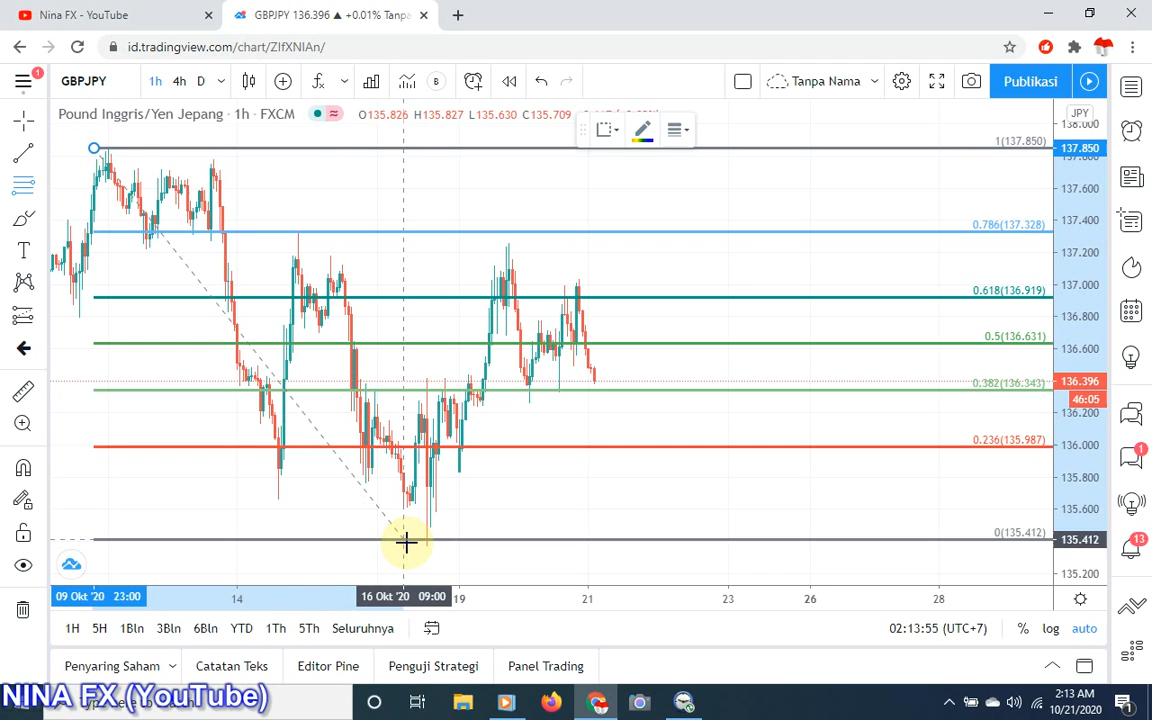 Nina FX - YouTube
GBPJPY 136.396 ▲ +0.01% Tanpa
id.tradingview.com/chart/ZIfXNIAn/
1
GBPJPY 1h 4h D Tanpa Nama Publikasi
B
Pound Inggris/Yen Jepang · 1h · FXCM O135.826 H135.827 L135.630 C135.709
JPY
138.000
1(137.850) 137.850
137.600
0.786(137.328) 137.400
137.200
137.000
0.618(136.919)
136.800
0.5(136.631) 136.600
136.396
0.382(136.343) 46:05
136.200
0.236(135.987) 136.000
135.800
135.600
0(135.412) 135.412
135.200
1
13
09 Okt '20 23:00 14 16 Okt '20 09:00 19 21 23 26 28
1H 5H 1Bln 3Bln 6Bln YTD 1Th 5Th Seluruhnya 02:13:55 (UTC+7) % log auto
Penyaring Saham Catatan Teks Editor Pine Penguji Strategi Panel Trading
NINA FX (YouTube)
2:13 AM
10/21/2020
1